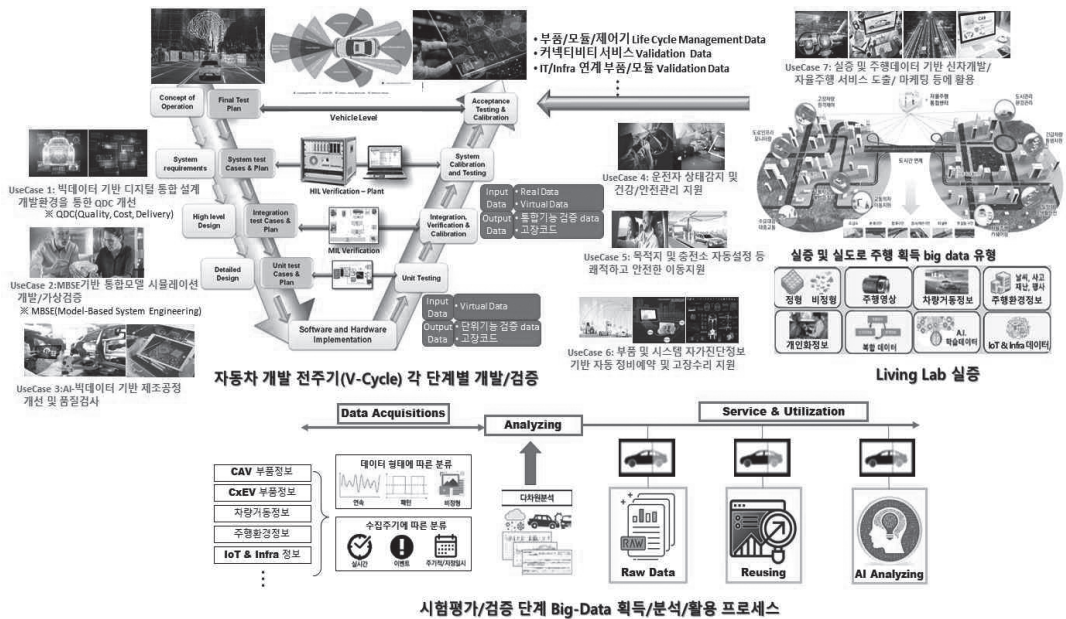 • 부품/모듈/제어기 Life Cycle Management Data
• 커넥티비티 서비스 Validation Data
• IT/Infra 연계 부품/모듈 Validation Data
Concept of
Operation
Final Test
Plan
Vehicle Level
Acceptance
Testing &
Calibration
System
requirements
System test
Cases & Plan
HIL Verification – Plant
System
Calibration
and Testing
High level
Design
Integration
test Cases &
Plan
MIL Verification
Integration,
Verification &
Calibration
Input
Data
• Real Data
• Virtual Data
Output
Data
• 통합기능 검증 data
• 고장코드
Detailed
Design
Unit test
Cases &
Plan
Unit Testing
Input
Data
• Virtual Data
Output
Data
• 단위기능 검증 data
• 고장코드
Software and Hardware
Implementation
자동차 개발 전주기(V-Cycle) 각 단계별 개발/검증
UseCase 1: 빅데이터 기반 디지털 통합 설계
개발환경을 통한 QDC 개선
※ QDC(Quality, Cost, Delivery)
UseCase 2:MBSE기반 통합모델 시뮬레이션
개발/가상검증
※ MBSE(Model-Based System Engineering)
UseCase 3:AI-빅데이터 기반 제조공정
개선 및 품질검사
UseCase 4: 운전자 상태감지 및
건강/안전관리 지원
UseCase 5: 목적지 및 충전소 자동설정 등
쾌적하고 안전한 이동지원
UseCase 6: 부품 및 시스템 자가진단정보
기반 자동 정비예약 및 고장수리 지원
UseCase 7: 실증 및 주행데이터 기반 신차개발/
자율주행 서비스 도출/ 마케팅 등에 활용
자율주행
통합센터
도시간 연계
실증 및 실도로 주행 획득 big data 유형
정형
비정형
주행영상
차량거동정보
날씨, 사고
재난, 행사
주행환경정보
개인화정보
복합 데이터
A.I.
학습데이터
IoT & Infra 데이터
Living Lab 실증
Data Acquisitions
Analyzing
Service & Utilization
CAV 부품정보
CxEV 부품정보
차량거동정보
주행환경정보
IoT & Infra 정보
데이터 형태에 따른 분류
연속
패턴
비정형
수집주기에 따른 분류
실시간
이벤트
주기적/지정일시
다차원분석
RAW
Raw Data
Reusing
AI Analyzing
시험평가/검증 단계 Big-Data 획득/분석/활용 프로세스